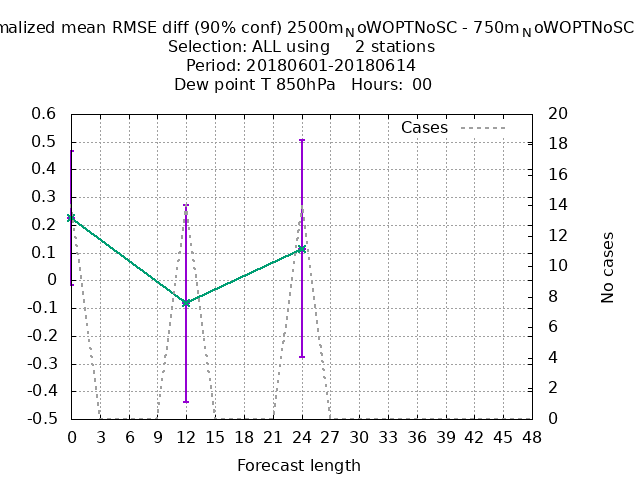 malized mean RMSE diff (90% conf) 2500mNoWOPTNoSC - 750mNoWOPTNoSC
Selection: ALL using 2 stations
Period: 20180601-20180614
Dew point T 850hPa Hours: 00
Cases
0.6
0.5
0.4
0.3
0.2
0.1
0
-0.1
-0.2
-0.3
-0.4
-0.5
20
18
16
14
12
10
8
6
4
2
0
No cases
0 3 6 9 12 15 18 21 24 27 30 33 36 39 42 45 48
Forecast length